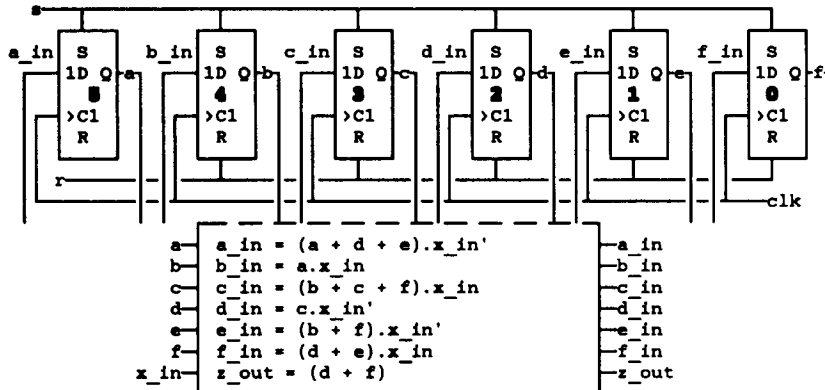 s
a_in S b_in S c_in S d_in S e_in S f_in S
1D Q a 1D Q b 1D Q c 1D Q d 1D Q e 1D Q f
5 4 3 2 1 0
>C1 >C1 >C1 >C1 >C1 >C1
R R R R R R
r
clk
a a_in = (a + d + e).x_in' a_in
b b_in = a.x_in b_in
c c_in = (b + c + f).x_in c_in
d d_in = c.x_in' d_in
e e_in = (b + f).x_in' e_in
f f_in = (d + e).x_in f_in
x_in z_out = (d + f) z_out